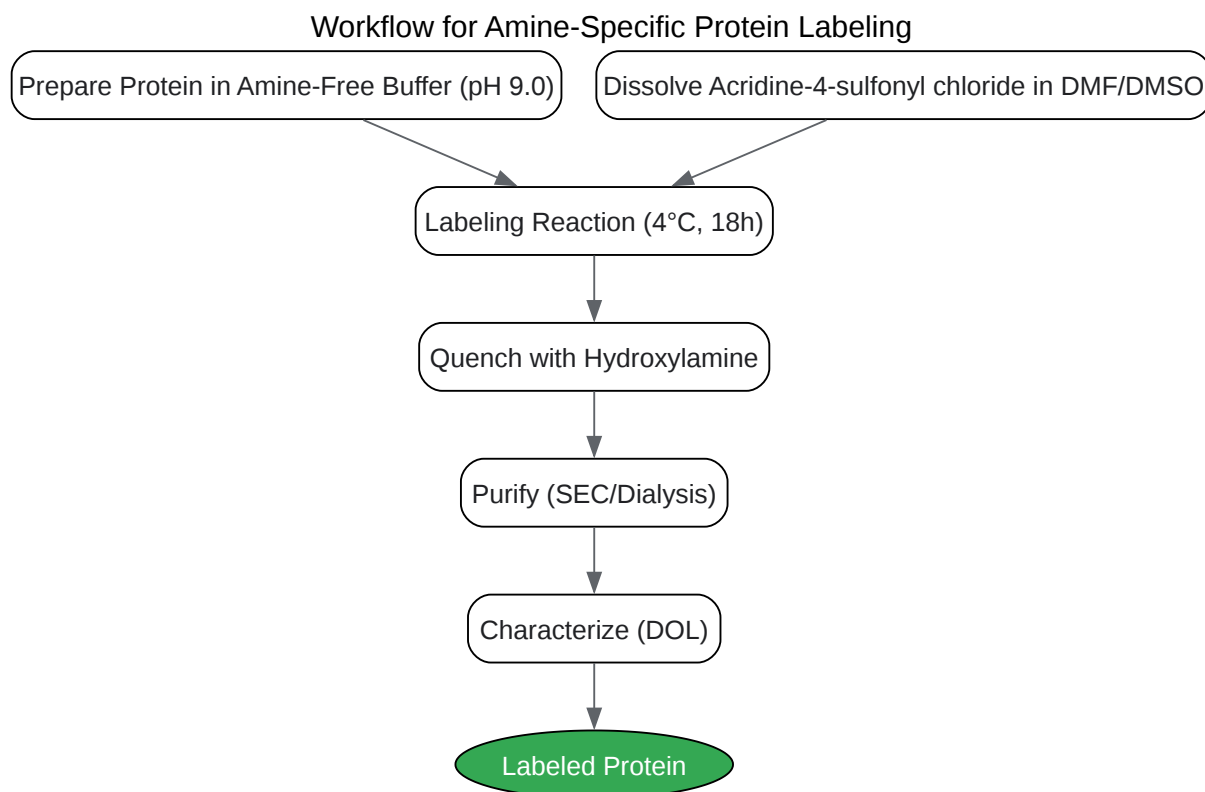 Workflow for Amine-Specific Protein Labeling
Prepare Protein in Amine-Free Buffer (pH 9.0)
Dissolve Acridine-4-sulfonyl chloride in DMF/DMSO
Labeling Reaction (4°C, 18h)
Quench with Hydroxylamine
Purify (SEC/Dialysis)
Characterize (DOL)
Labeled Protein